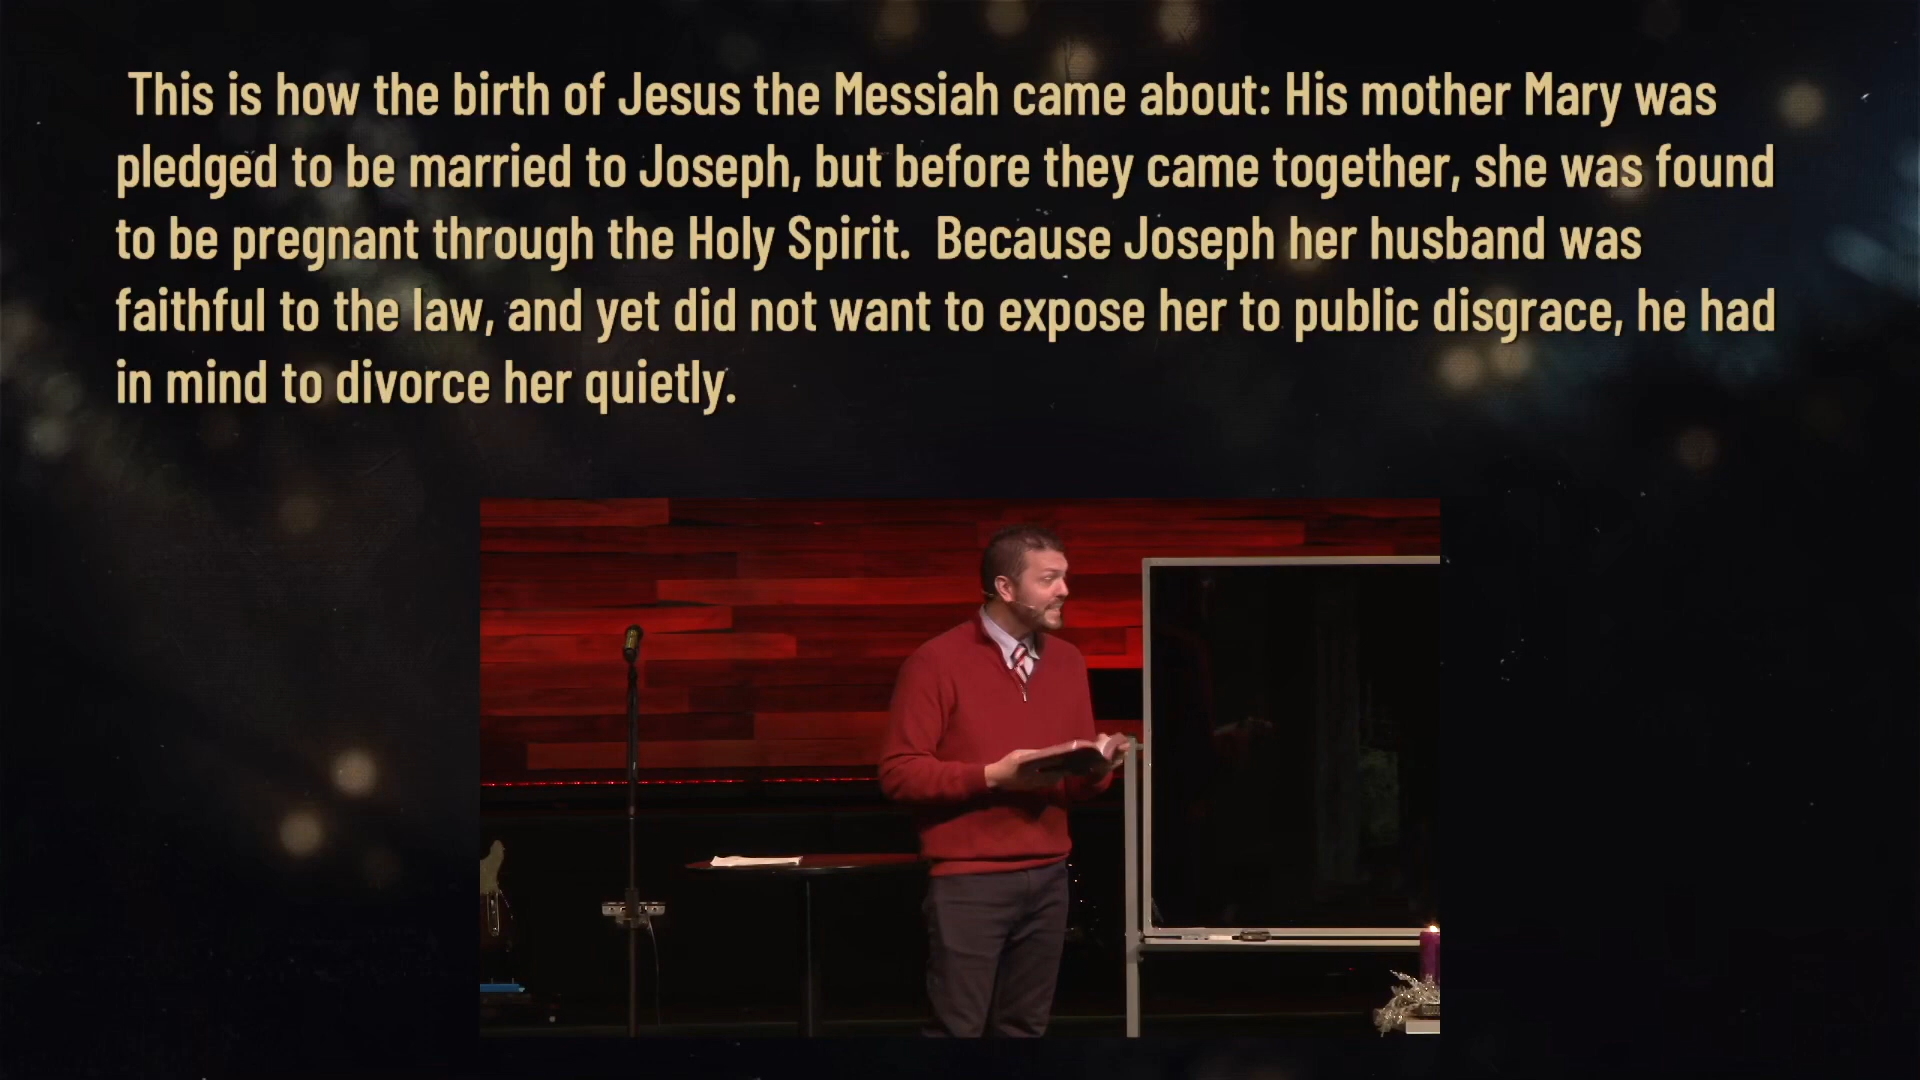 This is how the birth of Jesus the Messiah came about: His mother Mary was
pledged to be married to Joseph, but before they came together, she was found
to be pregnant through the Holy Spirit.  Because Joseph her husband was
faithful to the law, and yet did not want to expose her to public disgrace, he had
in mind to divorce her quietly.